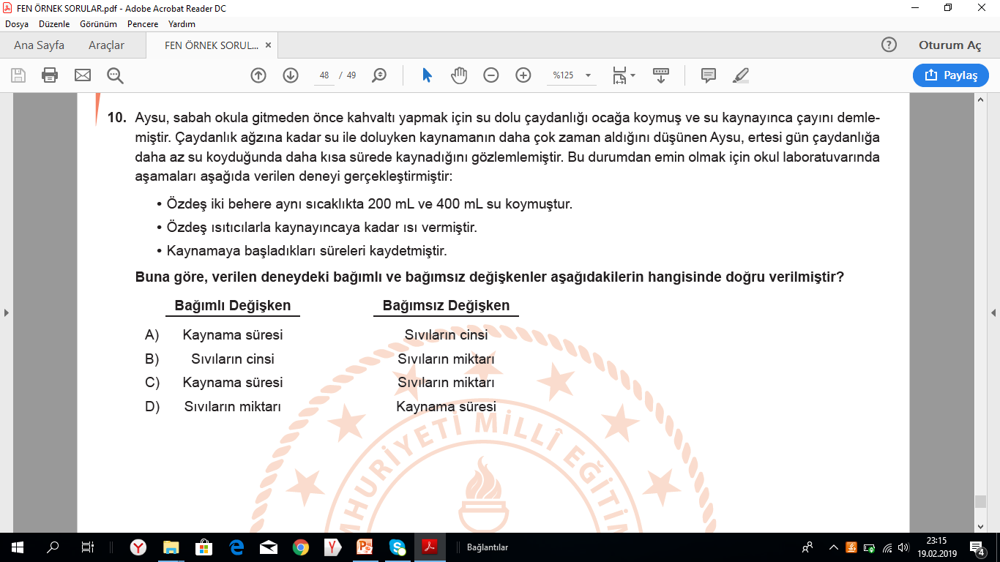 FEN ÖRNEK SORULAR.pdf - Adobe Acrobat Reader DC
Dosya Düzenle Görünüm Pencere Yardım
Ana Sayfa Araçlar FEN ÖRNEK SORUL... × ? Oturum Aç
48 / 49 %125 Paylaş
10. Aysu, sabah okula gitmeden önce kahvaltı yapmak için su dolu çaydanlığı ocağa koymuş ve su kaynayınca çayını demle-
miştir. Çaydanlık ağzına kadar su ile doluyken kaynamanın daha çok zaman aldığını düşünen Aysu, ertesi gün çaydanlığa
daha az su koyduğunda daha kısa sürede kaynadığını gözlemlemiştir. Bu durumdan emin olmak için okul laboratuvarında
aşamaları aşağıda verilen deneyi gerçekleştirmiştir:
• Özdeş iki behere aynı sıcaklıkta 200 mL ve 400 mL su koymuştur.
• Özdeş ısıtıcılarla kaynayıncaya kadar ısı vermiştir.
• Kaynamaya başladıkları süreleri kaydetmiştir.
Buna göre, verilen deneydeki bağımlı ve bağımsız değişkenler aşağıdakilerin hangisinde doğru verilmiştir?
Bağımlı Değişken Bağımsız Değişken
A) Kaynama süresi Sıvıların cinsi
B) Sıvıların cinsi Sıvıların miktarı
C) Kaynama süresi Sıvıların miktarı
D) Sıvıların miktarı Kaynama süresi
MHURİYETİ MİLLÎ EĞİTİM
Bağlantılar
23:15
19.02.2019
4